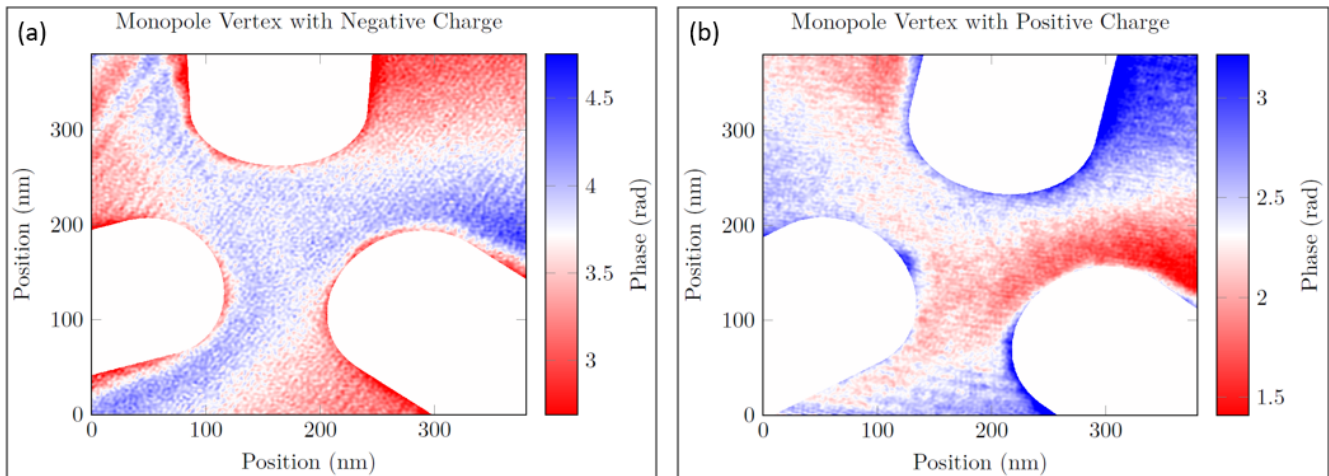 (a)
Monopole Vertex with Negative Charge
Position (nm)
300
200
100
0
0
100
200
300
Position (nm)
4.5
4
3.5
3
Phase (rad)
(b)
Monopole Vertex with Positive Charge
Position (nm)
300
200
100
0
0
100
200
300
Position (nm)
3
2.5
2
1.5
Phase (rad)